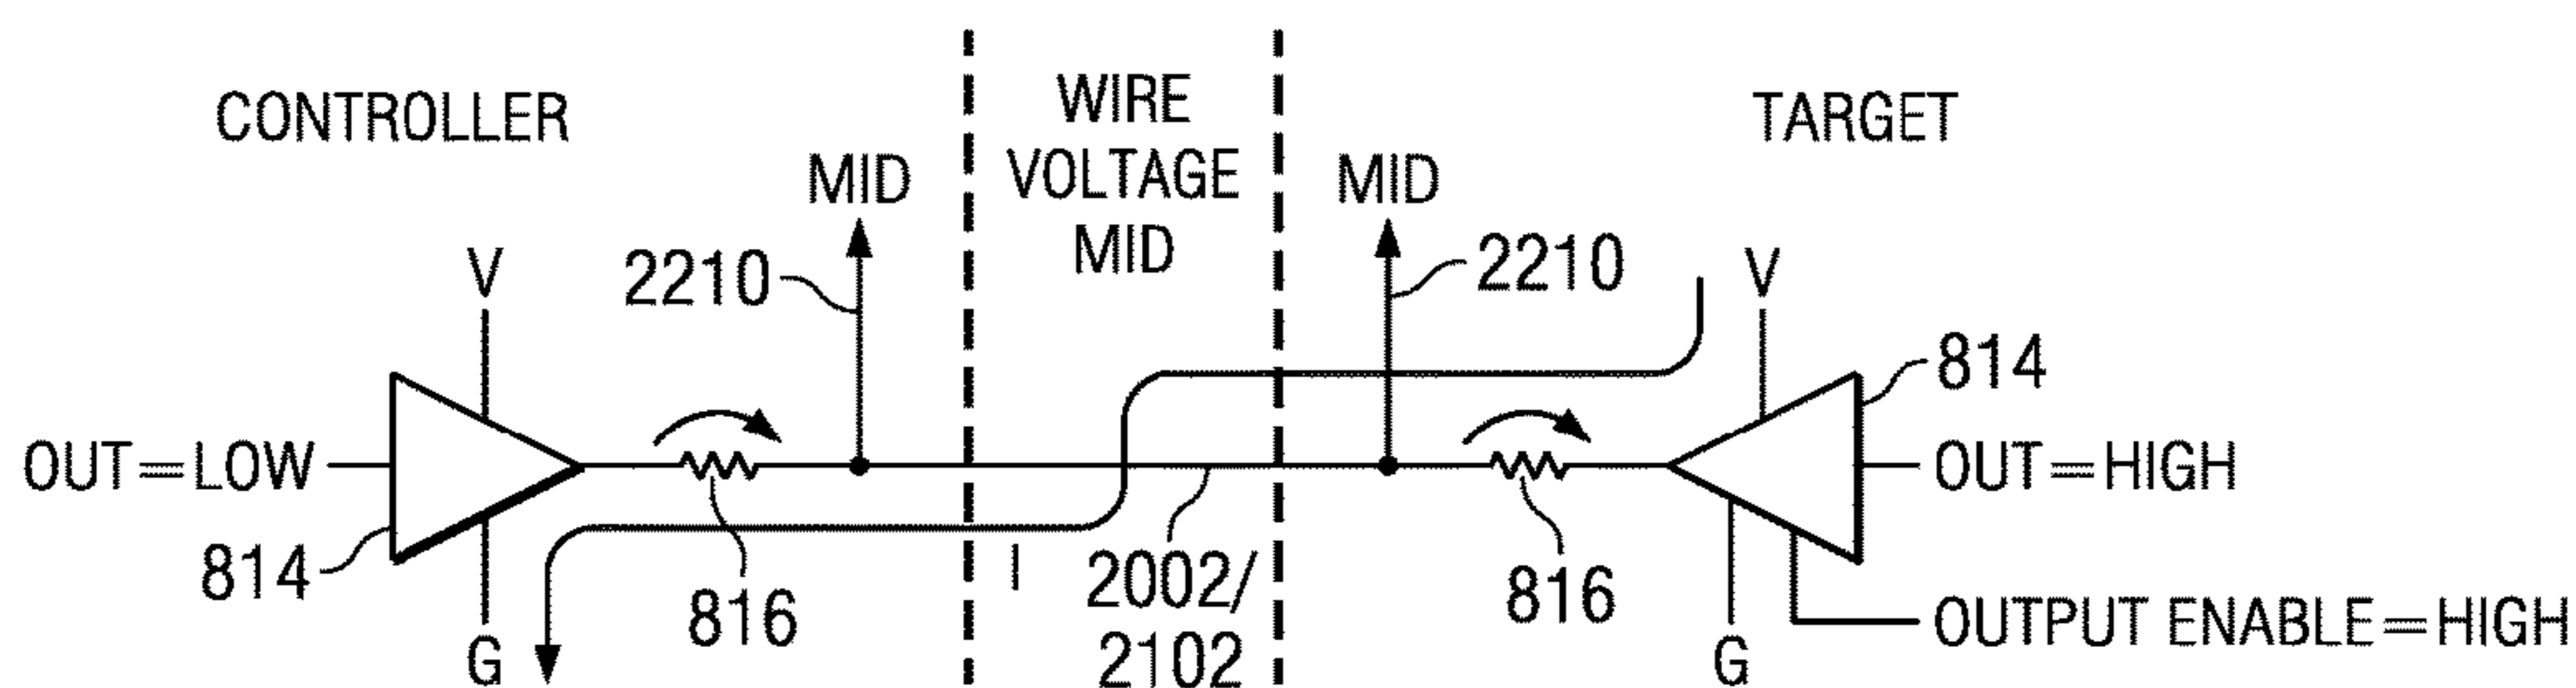 CONTROLLER
WIRE
VOLTAGE
MID
TARGET
MID
MID
V
2210
2210
V
814
OUT=LOW
OUT=HIGH
814
816
I
2002/
2102
816
OUTPUT ENABLE=HIGH
G
G